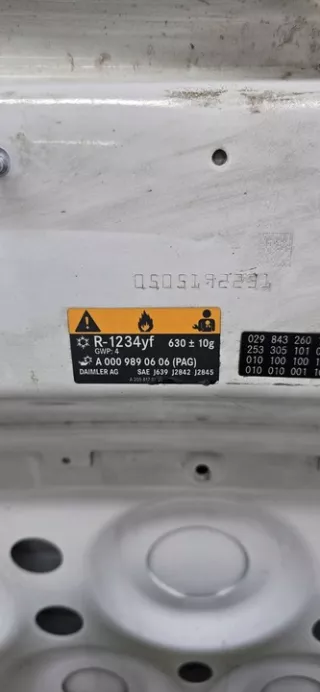 R-1234yf 630 ± 10g
GWP: 4
A 000 989 06 06 (PAG)
DAIMLER AG SAE J639 J2842 J2845
029 843 260
253 305 101
010 100 100
010 010 001